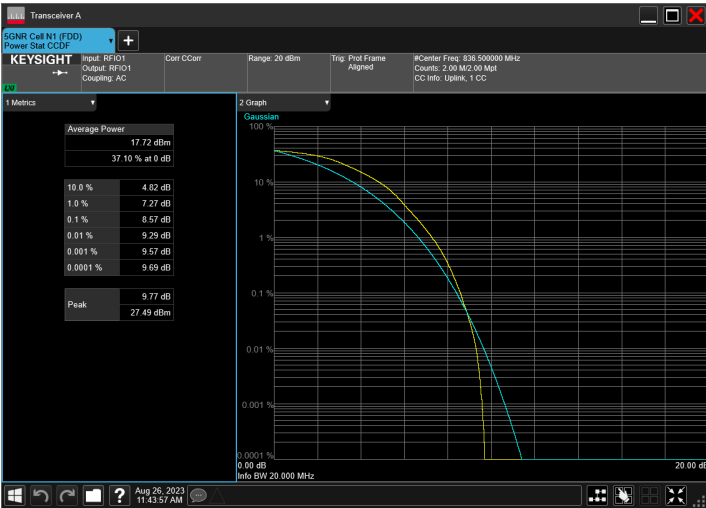 Transceiver A
5GNR Cell N1 (FDD)
Power Stat CCDF
KEYSIGHT
LXI
Input: RFIO1
Output: RFIO1
Coupling: AC
Corr CCorr
Range: 20 dBm
Trig: Prot Frame
Aligned
#Center Freq: 836.500000 MHz
Counts: 2.00 M/2.00 Mpt
CC Info: Uplink, 1 CC
1 Metrics
Average Power
17.72 dBm
37.10 % at 0 dB
10.0 % 4.82 dB
1.0 % 7.27 dB
0.1 % 8.57 dB
0.01 % 9.29 dB
0.001 % 9.57 dB
0.0001 % 9.69 dB
Peak
9.77 dB
27.49 dBm
2 Graph
Gaussian
100 %
10 %
1 %
0.1 %
0.01 %
0.001 %
0.0001 %
0.00 dB 20.00 dB
Info BW 20.000 MHz
?
Aug 26, 2023
11:43:57 AM